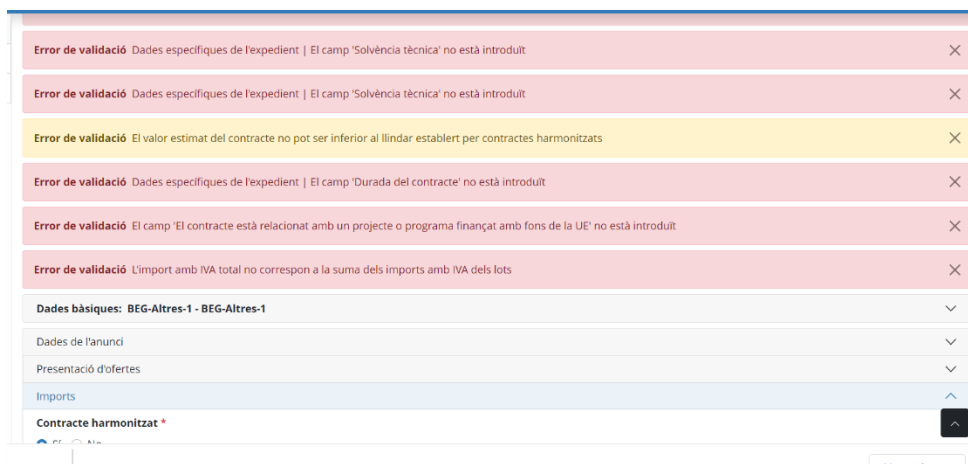 Error de validació Dades específiques de l'expedient | El camp 'Solvència tècnica' no està introduït
Error de validació Dades específiques de l'expedient | El camp 'Solvència tècnica' no està introduït
Error de validació El valor estimat del contracte no pot ser inferior al llindar establert per contractes harmonitzats
Error de validació Dades específiques de l'expedient | El camp 'Durada del contracte' no està introduït
Error de validació El camp 'El contracte està relacionat amb un projecte o programa finançat amb fons de la UE' no està introduït
Error de validació L'import amb IVA total no correspon a la suma dels imports amb IVA dels lots
Dades bàsiques: BEG-Altres-1 - BEG-Altres-1
Dades de l'anunci
Presentació d'ofertes
Imports
Contracte harmonitzat *
Sí No